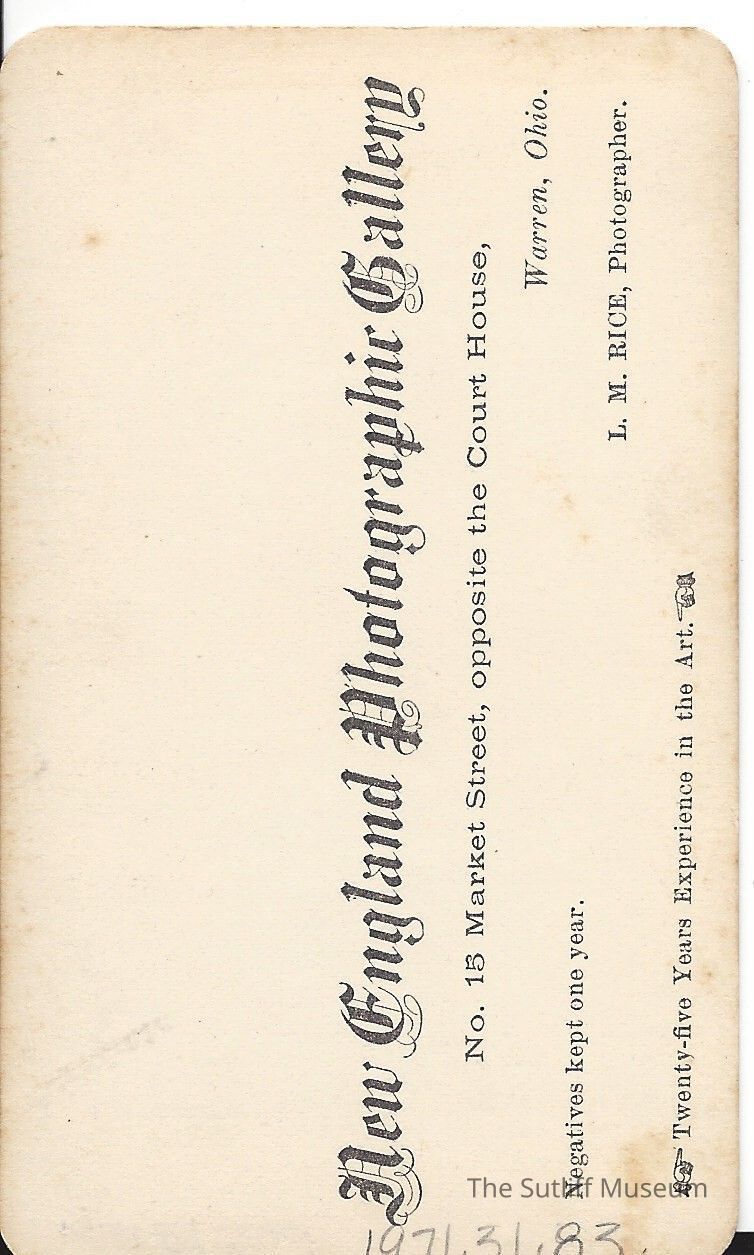 New England Photographic Gallery
No. 15 Market Street, opposite the Court House,
Warren, Ohio.
L. M. RICE, Photographer.
Negatives kept one year.
Twenty-five Years Experience in the Art.
The Sutliff Museum
1971.31.83